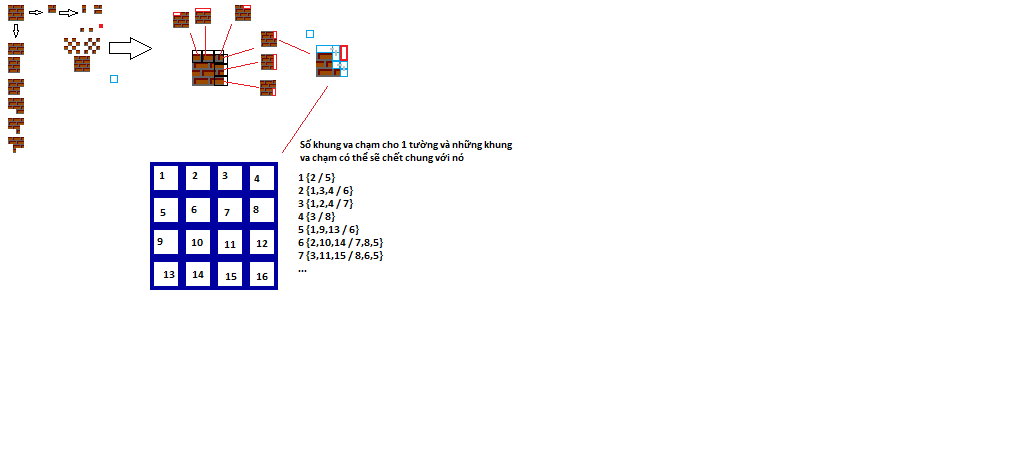 Số khung va chạm cho 1 tường và những khung
va chạm có thể sẽ chết chung với nó
1 {2 / 5}
2 {1,3,4 / 6}
3 {1,2,4 / 7}
4 {3 / 8}
5 {1,9,13 / 6}
6 {2,10,14 / 7,8,5}
7 {3,11,15 / 8,6,5}
...
1 2 3 4
5 6 7 8
9 10 11 12
13 14 15 16